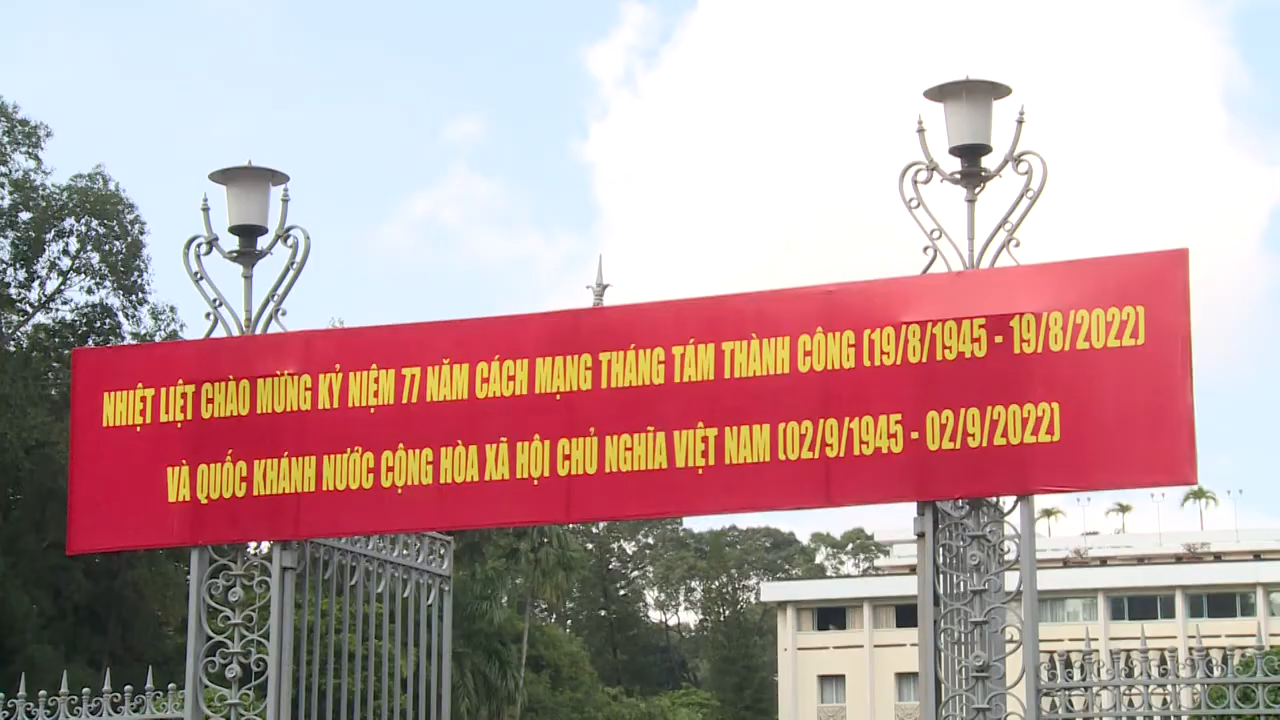 NHIỆT LIỆT CHÀO MỪNG KỶ NIỆM 77 NĂM CÁCH MẠNG THÁNG TÁM THÀNH CÔNG (19/8/1945 - 19/8/2022)
VÀ QUỐC KHÁNH NƯỚC CỘNG HÒA XÃ HỘI CHỦ NGHĨA VIỆT NAM (02/9/1945 - 02/9/2022)